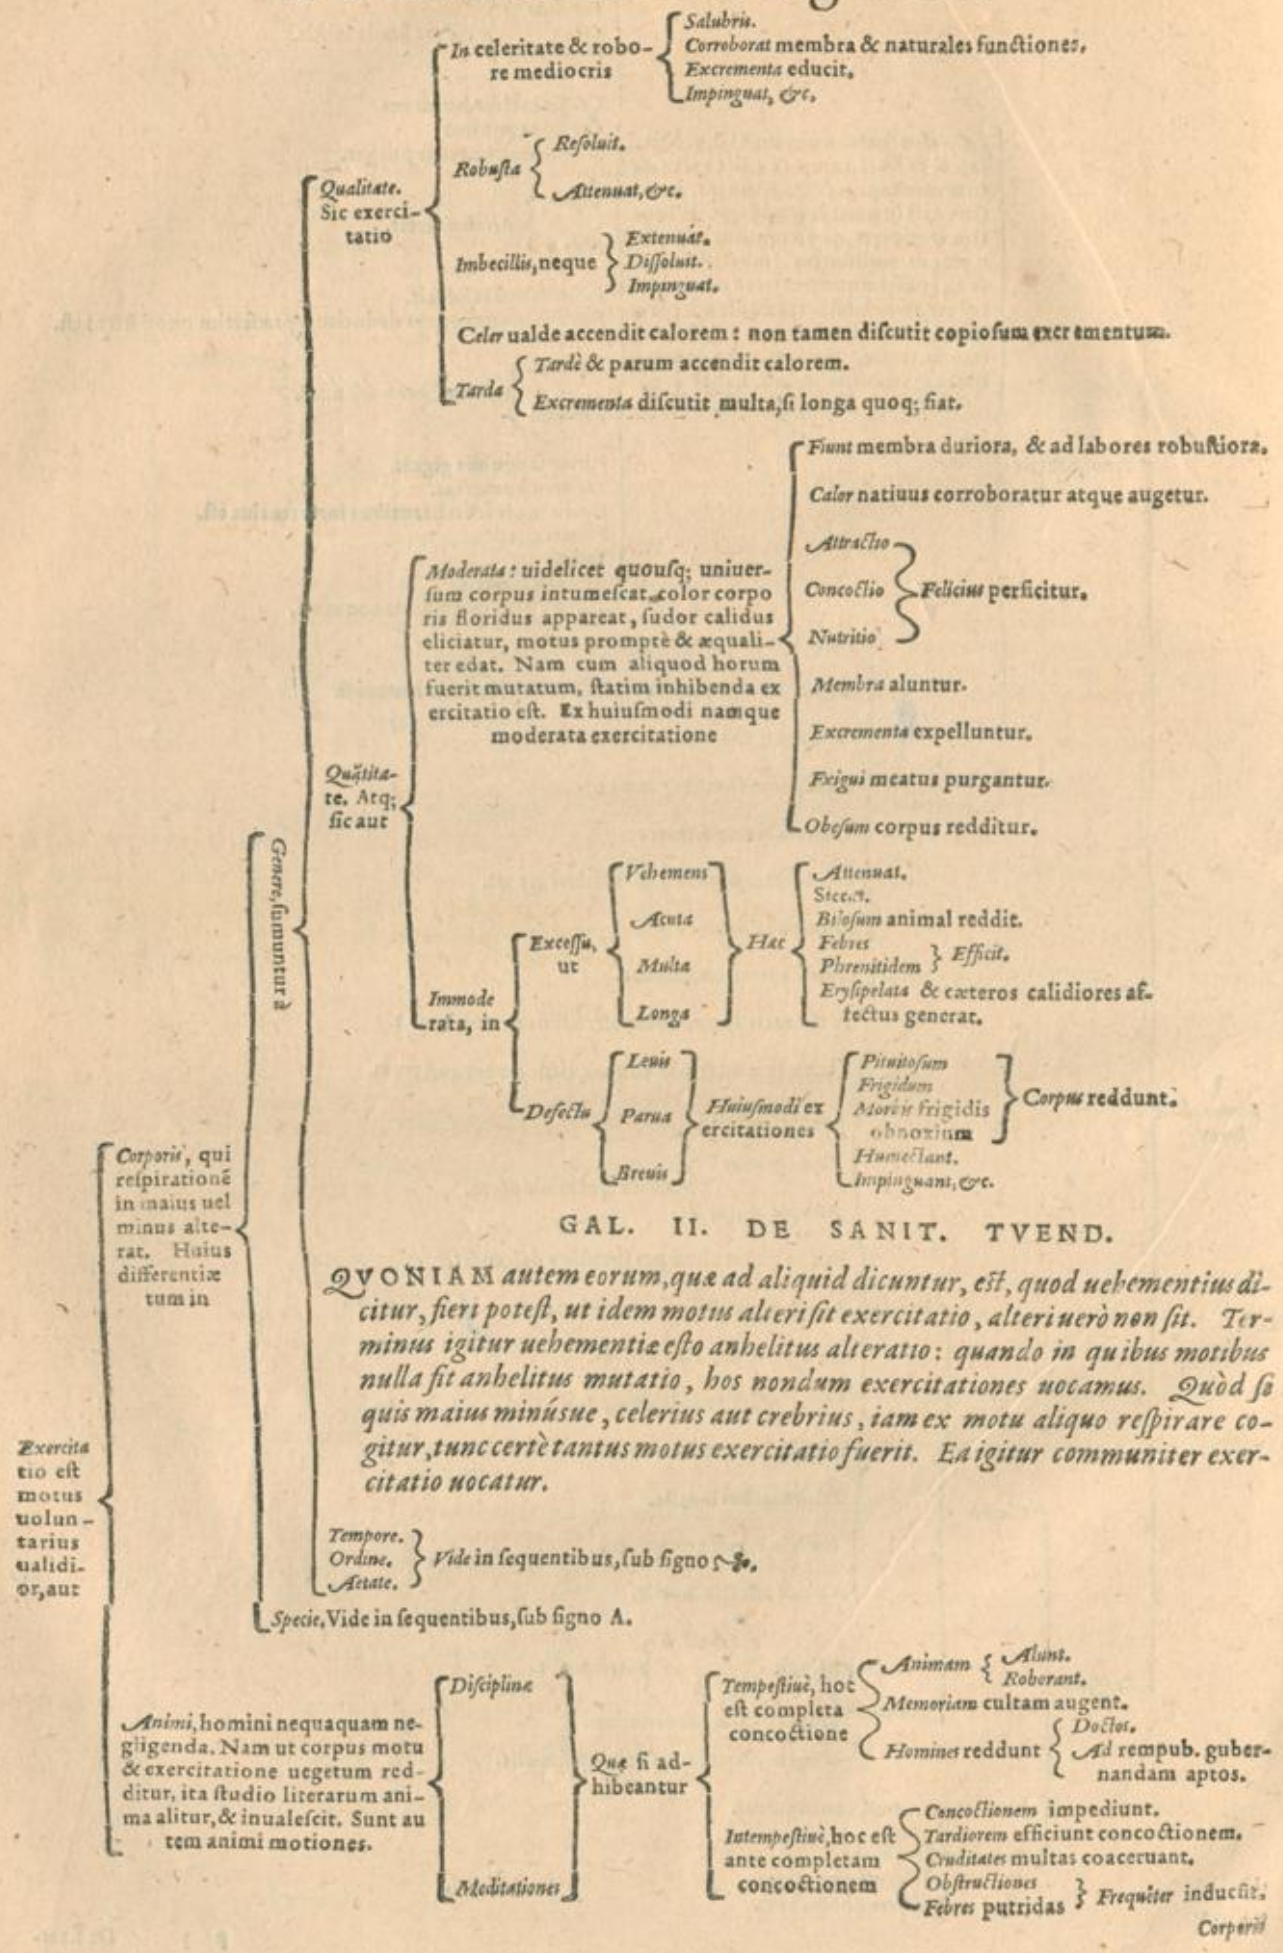 In celeritate & robo-
re mediocris
Salubris.
Corroborat membra & naturales functiones.
Excrementa educit.
Impinguat, &c.
Robuſta
Reſoluit.
Attenuat, &c.
Qualitate.
Sic exerci-
tatio
Imbecillis, neque
Extenuat.
Diſſoluit.
Impinguat.
Celer ualde accendit calorem: non tamen diſcutit copioſum excrementum.
Tarda
Tardè & parum accendit calorem.
Excrementa diſcutit multa, ſi longa quoq; fiat.
Quãtita-
te. Atq;
ſic aut
Moderata: uidelicet quouſq; uniuer-
ſum corpus intumeſcat, color corpo
ris floridus appareat, ſudor calidus
eliciatur, motus promptè & æquali-
ter edat. Nam cum aliquod horum
fuerit mutatum, ſtatim inhibenda ex
ercitatio eſt. Ex huiuſmodi namque
moderata exercitatione
Fiunt membra duriora, & ad labores robuſtiora.
Calor natiuus corroboratur atque augetur.
Attractio
Concoctio
Nutritio
Felicius perficitur.
Membra aluntur.
Excrementa expelluntur.
Exigui meatus purgantur.
Obeſum corpus redditur.
Genere, ſumuntur à
Immode
rata, in
Exceſſu,
ut
Vehemens
Acuta
Multa
Longa
Hæc
Attenuat.
Siccat.
Bilioſum animal reddit.
Febres
Phrenitidem
Efficit.
Eryſipelata & cæteros calidiores af-
fectus generat.
Defectu
Leuis
Parua
Breuis
Huiuſmodi ex
ercitationes
Pituitoſum
Frigidum
Morbis frigidis
obnoxium
Corpus reddunt.
Humectant.
Impinguant, &c.
Corporis, qui
reſpirationẽ
in maius uel
minus alte-
rat. Huius
differentiæ
tum in
GAL. II. DE SANIT. TVEND.
QVONIAM autem eorum, quæ ad aliquid dicuntur, eſt, quod uehementius di-
citur, fieri poteſt, ut idem motus alteri ſit exercitatio, alteri uerò non ſit. Ter-
minus igitur uehementiæ eſto anhelitus alteratio: quando in quibus motibus
nulla fit anhelitus mutatio, hos nondum exercitationes uocamus. Quòd ſi
quis maius minúsue, celerius aut crebrius, iam ex motu aliquo reſpirare co-
gitur, tunc certè tantus motus exercitatio fuerit. Ea igitur communiter exer-
citatio uocatur.
Exercita
tio eſt
motus
uolun-
tarius
ualidi-
or, aut
Tempore.
Ordine.
Aetate.
Vide in ſequentibus, ſub ſigno
Specie. Vide in ſequentibus, ſub ſigno A.
Animi, homini nequaquam ne-
gligenda. Nam ut corpus motu
& exercitatione uegetum red-
ditur, ita ſtudio literarum ani-
ma alitur, & inualeſcit. Sunt au
tem animi motiones.
Diſciplinæ
Meditationes
Quæ ſi ad-
hibeantur
Tempeſtiuè, hoc
eſt completa
concoctione
Animam
Alunt.
Roborant.
Memoriam cultam augent.
Homines reddunt
Doctos.
Ad rempub. guber-
nandam aptos.
Intempeſtiuè, hoc eſt
ante completam
concoctionem
Concoctionem impediunt.
Tardiorem efficiunt concoctionem.
Cruditates multas coaceruant.
Obſtructiones
Febres putridas
Frequẽter inducũt.
Corporis